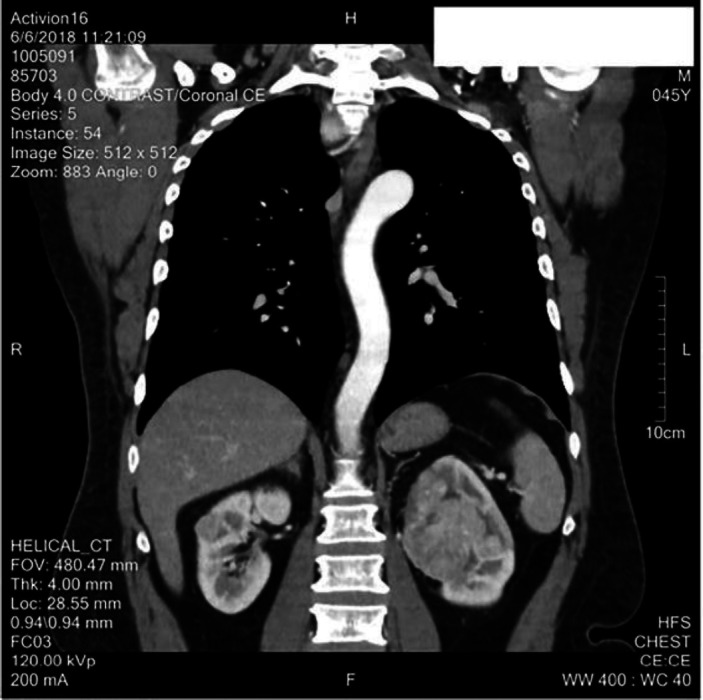 Activion16
6/6/2018 11:21:09
1005091
85703
Body 4.0 CONTRAST/Coronal CE
Series: 5
Instance: 54
Image Size: 512 x 512
Zoom: 883 Angle: 0
H
M
045Y
R
L
10cm
HELICAL_CT
FOV: 480.47 mm
Thk: 4.00 mm
Loc: 28.55 mm
0.94\0.94 mm
FC03
120.00 kVp
200 mA
F
HFS
CHEST
CE:CE
WW 400 : WC 40